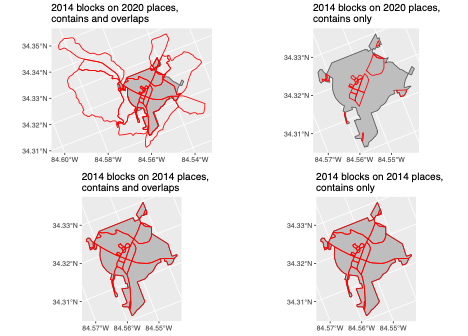 2014 blocks on 2020 places,
contains and overlaps
34.35°N
34.34°N
34.33°N
34.32°N
34.31°N
84.60°W
84.58°W
84.56°W
84.54°W
2014 blocks on 2020 places,
contains only
34.33°N
34.32°N
34.31°N
84.57°W
84.56°W
84.55°W
2014 blocks on 2014 places,
contains and overlaps
34.33°N
34.32°N
34.31°N
84.57°W
84.56°W
84.55°W
2014 blocks on 2014 places,
contains only
34.33°N
34.32°N
34.31°N
84.57°W
84.56°W
84.55°W